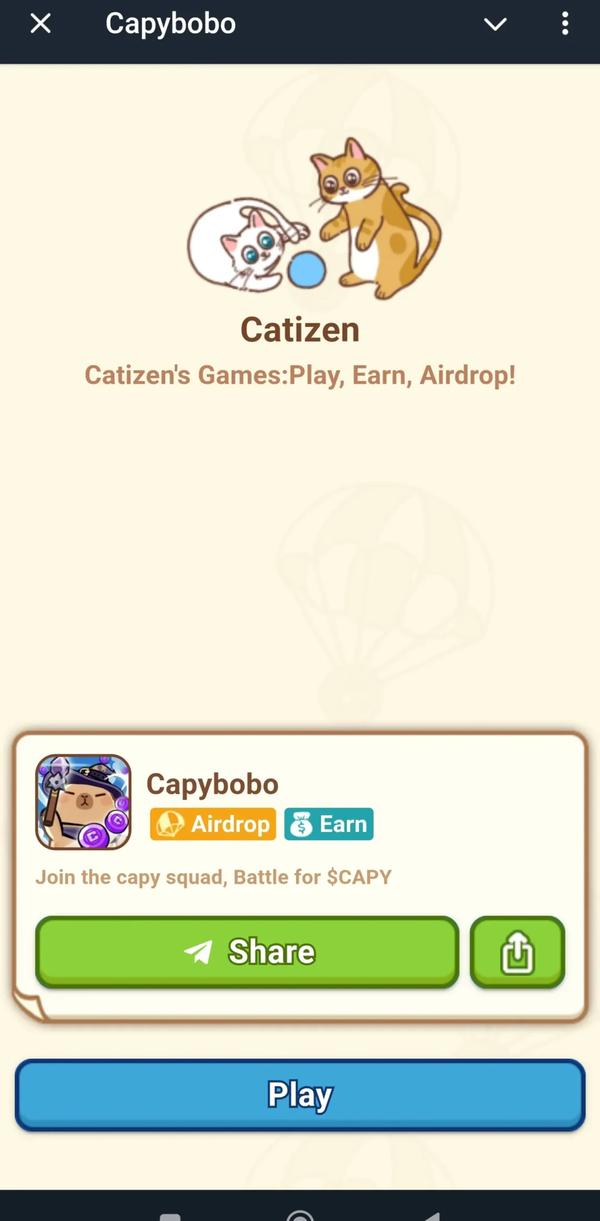 Capybobo
Catizen
Catizen's Games:Play, Earn, Airdrop!
Capybobo
Airdrop
Earn
Join the capy squad, Battle for $CAPY
Share
Play